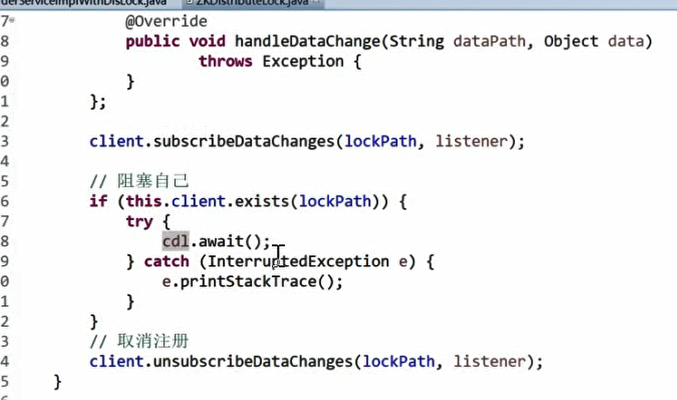 derServiceImplWithDisLock.java ZKDistributeLock.java
7 @Override
8 public void handleDataChange(String dataPath, Object data)
9 throws Exception {
0 }
1 };
2
3 client.subscribeDataChanges(lockPath, listener);
4
5 // 阻塞自己
6 if (this.client.exists(lockPath)) {
7 try {
8 cdl.await();
9 } catch (InterruptedException e) {
0 e.printStackTrace();
1 }
2 }
3 // 取消注册
4 client.unsubscribeDataChanges(lockPath, listener);
5 }